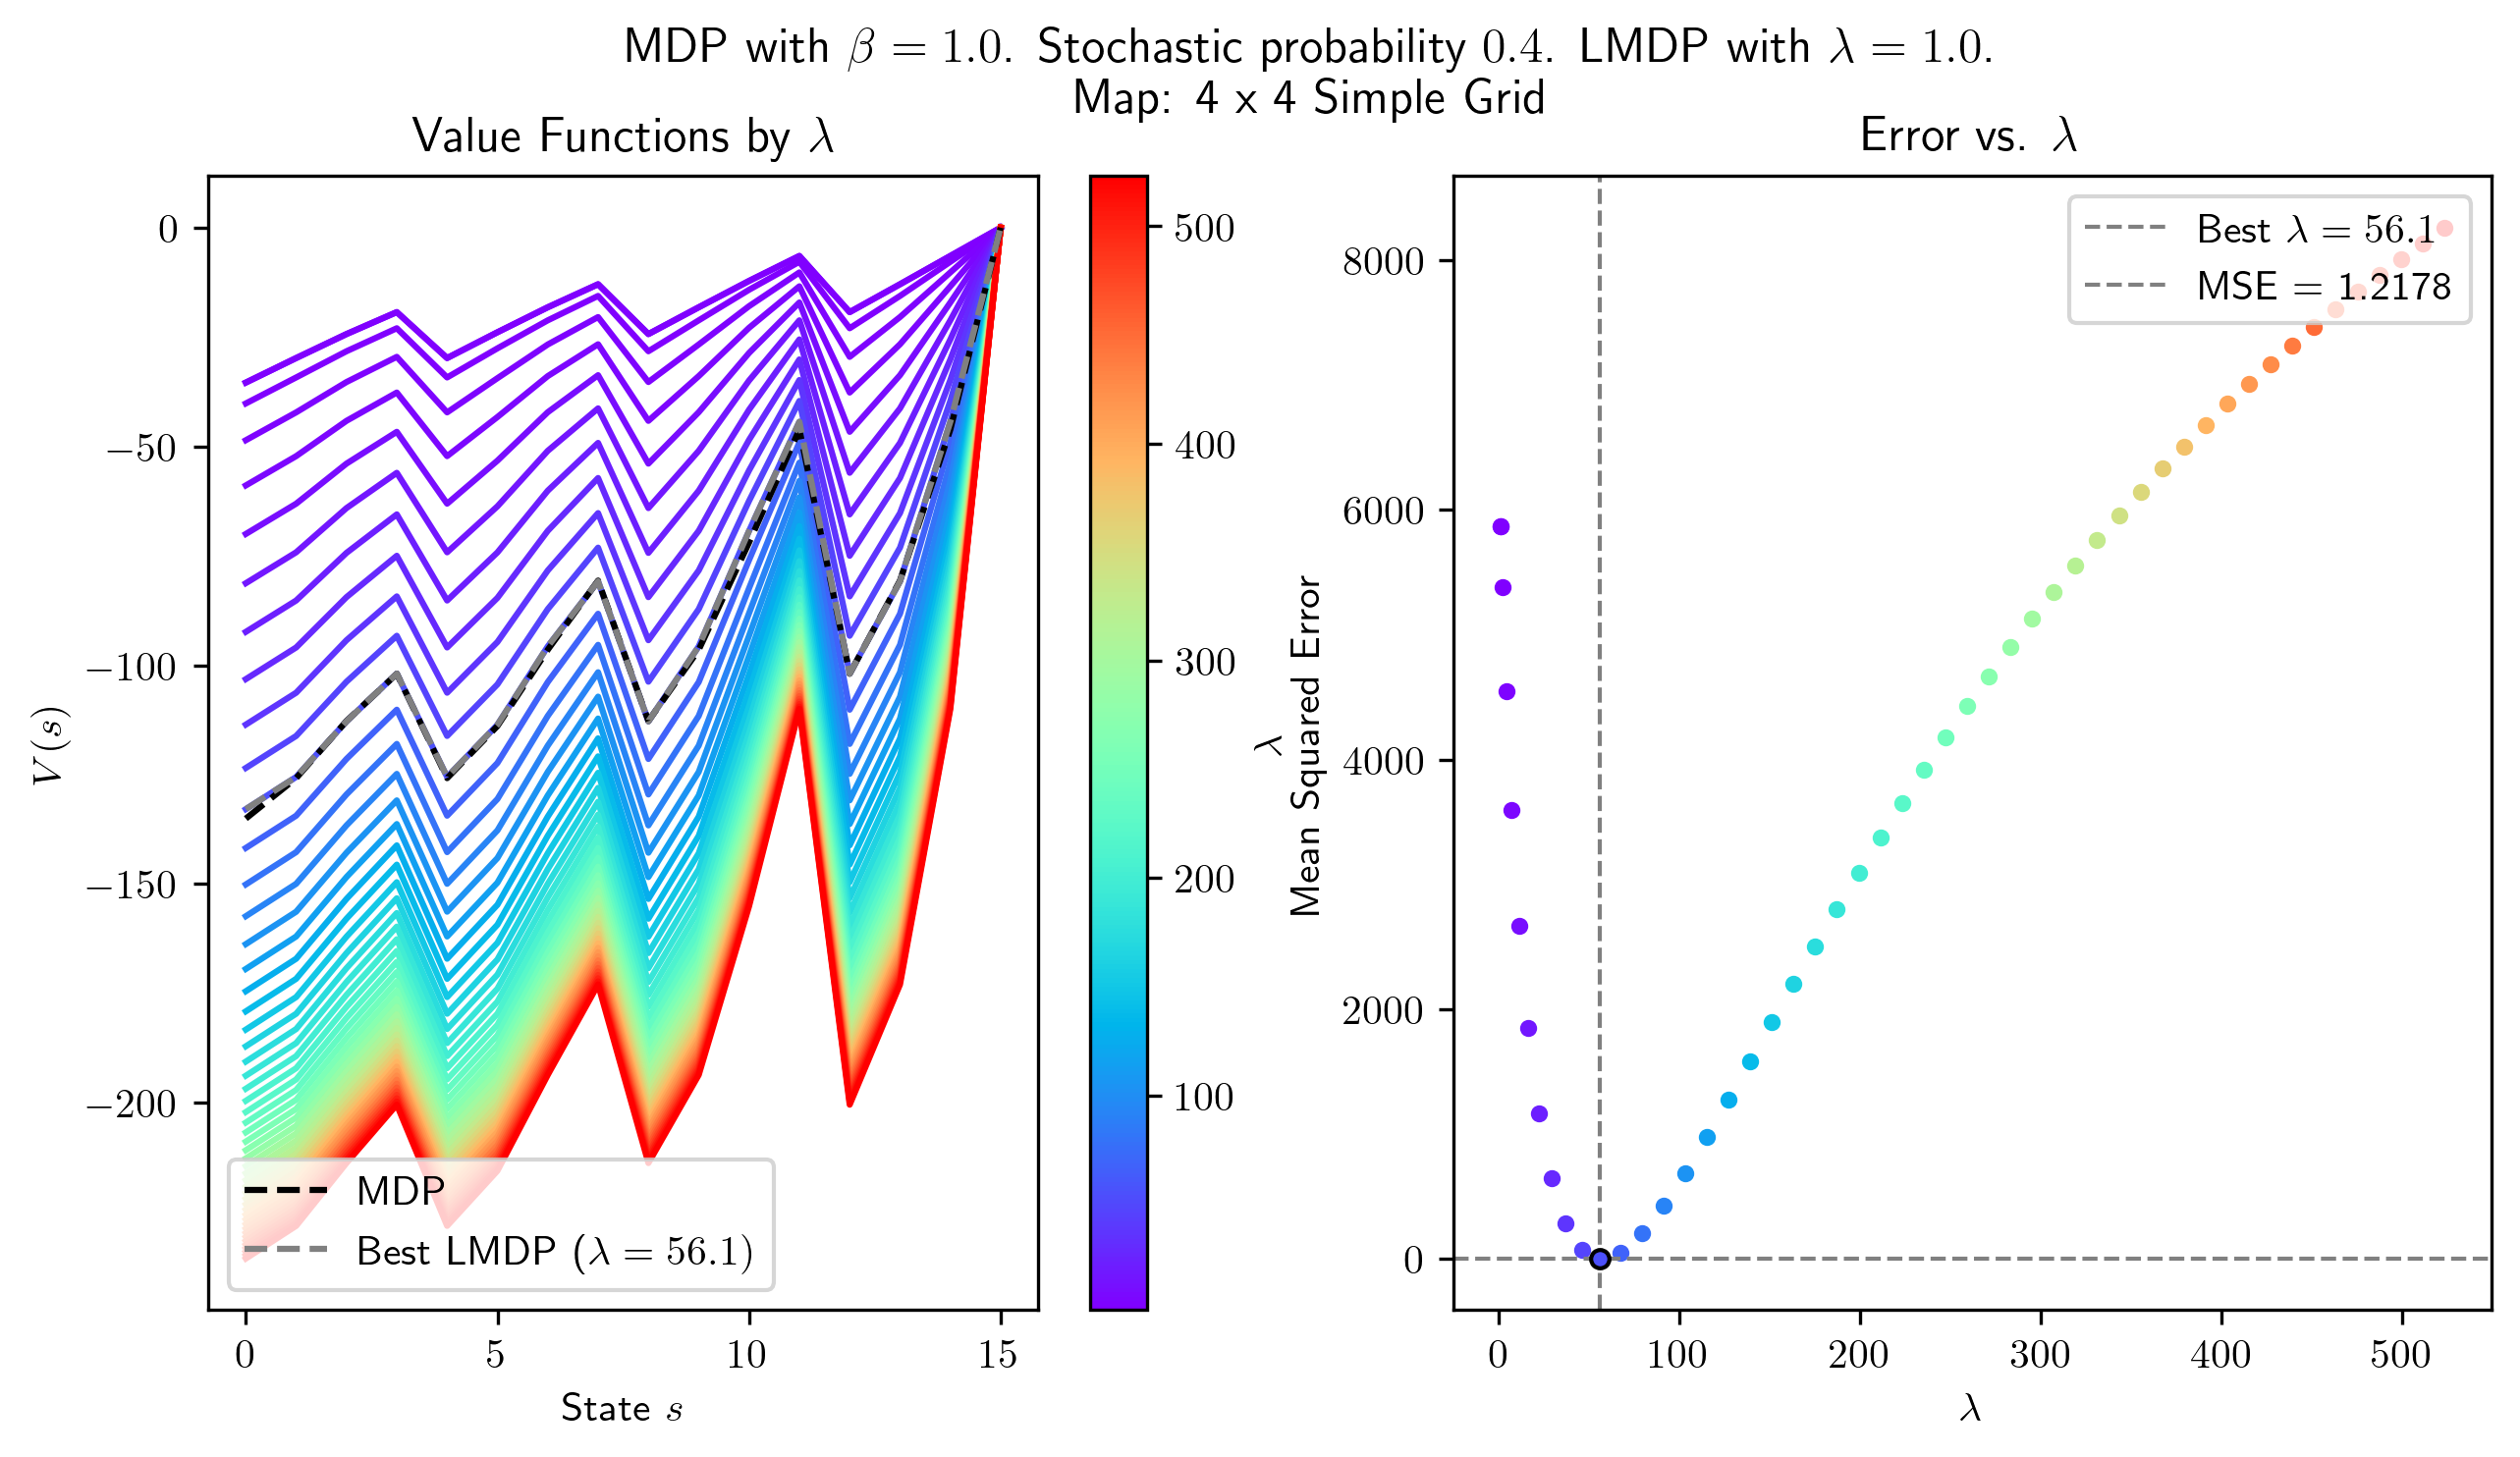 MDP with β = 1.0. Stochastic probability 0.4. LMDP with λ = 1.0.
Map: 4 x 4 Simple Grid
Value Functions by λ
0
−50
−100
−150
−200
V(s)
0
5
10
15
State s
MDP
Best LMDP (λ = 56.1)
500
400
300
200
100
λ
Error vs. λ
Mean Squared Error
8000
6000
4000
2000
0
0
100
200
300
400
500
λ
Best λ = 56.1
MSE = 1.2178